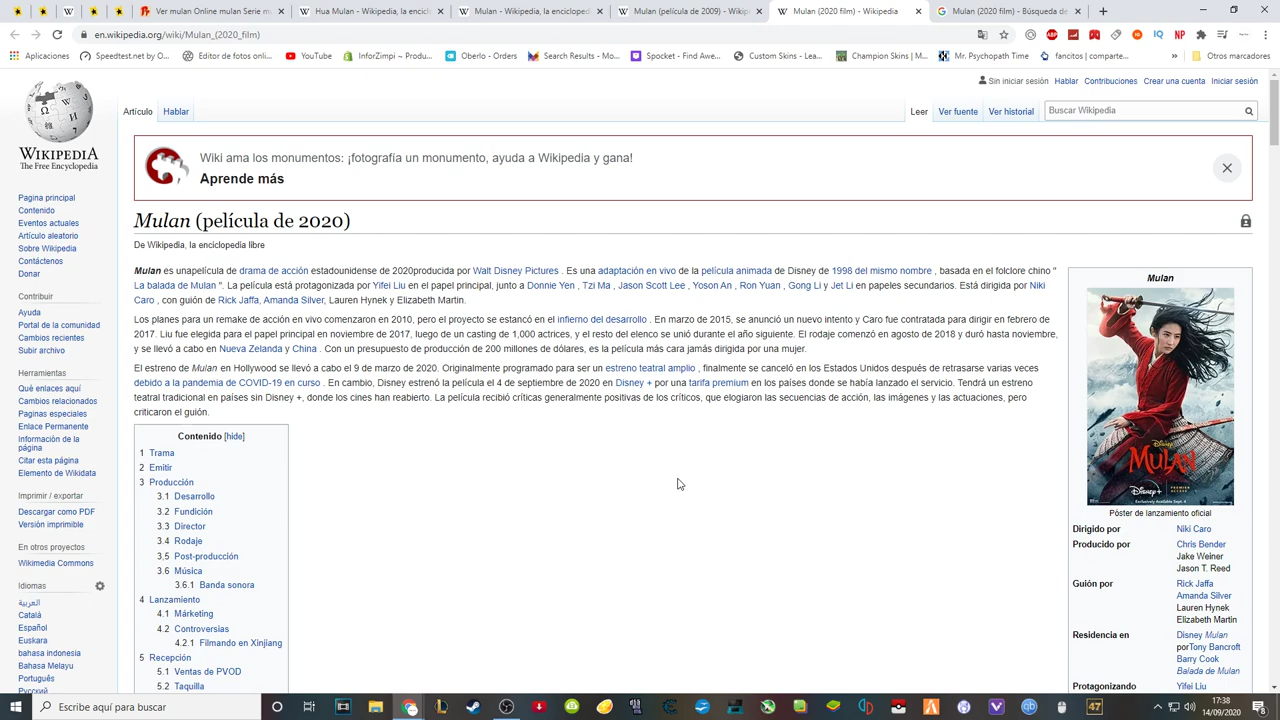 Ver mulan Online mulan Serie m
Hua Mulan - Wikipedia, la encicl
Mulan - Wikipedia, la encicloped
Mulan (película de 2009) - Wikip
Mulan (2020 film) - Wikipedia
Mulan (2020 film) - Búsqueda de
en.wikipedia.org/wiki/Mulan_(2020_film)
Aplicaciones
Speedtest.net by O...
Editor de fotos onli...
YouTube
InforZimpi ~ Produ...
Oberlo - Orders
Search Results - Mo...
Spocket - Find Awe...
Custom Skins - Lea...
Champion Skins | M...
Mr. Psychopath Time
fancitos | comparte...
»
Otros marcadores
Sin iniciar sesión Hablar Contribuciones Crear una cuenta Iniciar sesión
Artículo Hablar Leer Ver fuente Ver historial Buscar Wikipedia
WIKIPEDIA
The Free Encyclopedia
Pagina principal
Contenido
Eventos actuales
Artículo aleatorio
Sobre Wikipedia
Contáctenos
Donar
Contribuir
Ayuda
Portal de la comunidad
Cambios recientes
Subir archivo
Herramientas
Qué enlaces aquí
Cambios relacionados
Paginas especiales
Enlace Permanente
Información de la
página
Citar esta página
Elemento de Wikidata
Imprimir / exportar
Descargar como PDF
Versión imprimible
En otros proyectos
Wikimedia Commons
Idiomas
العربية
Català
Español
Euskara
bahasa indonesia
Bahasa Melayu
Português
Русский
Wiki ama los monumentos: ¡fotografía un monumento, ayuda a Wikipedia y gana!
Aprende más
Mulan (película de 2020)
De Wikipedia, la enciclopedia libre
Mulan es unapelícula de drama de acción estadounidense de 2020producida por Walt Disney Pictures . Es una adaptación en vivo de la película animada de Disney de 1998 del mismo nombre , basada en el folclore chino "
La balada de Mulan ". La película está protagonizada por Yifei Liu en el papel principal, junto a Donnie Yen , Tzi Ma , Jason Scott Lee , Yoson An , Ron Yuan , Gong Li y Jet Li en papeles secundarios. Está dirigida por Niki
Caro , con guión de Rick Jaffa, Amanda Silver, Lauren Hynek y Elizabeth Martin.
Los planes para un remake de acción en vivo comenzaron en 2010, pero el proyecto se estancó en el infierno del desarrollo . En marzo de 2015, se anunció un nuevo intento y Caro fue contratada para dirigir en febrero de
2017. Liu fue elegida para el papel principal en noviembre de 2017, luego de un casting de 1,000 actrices, y el resto del elenco se unió durante el año siguiente. El rodaje comenzó en agosto de 2018 y duró hasta noviembre,
y se llevó a cabo en Nueva Zelanda y China . Con un presupuesto de producción de 200 millones de dólares, es la película más cara jamás dirigida por una mujer.
El estreno de Mulan en Hollywood se llevó a cabo el 9 de marzo de 2020. Originalmente programado para ser un estreno teatral amplio , finalmente se canceló en los Estados Unidos después de retrasarse varias veces
debido a la pandemia de COVID-19 en curso . En cambio, Disney estrenó la película el 4 de septiembre de 2020 en Disney + por una tarifa premium en los países donde se había lanzado el servicio. Tendrá un estreno
teatral tradicional en países sin Disney +, donde los cines han reabierto. La película recibió críticas generalmente positivas de los críticos, que elogiaron las secuencias de acción, las imágenes y las actuaciones, pero
criticaron el guión.
Contenido [hide]
1 Trama
2 Emitir
3 Producción
3.1 Desarrollo
3.2 Fundición
3.3 Director
3.4 Rodaje
3,5 Post-producción
3.6 Música
3.6.1 Banda sonora
4 Lanzamiento
4.1 Márketing
4.2 Controversias
4.2.1 Filmando en Xinjiang
5 Recepción
5.1 Ventas de PVOD
5.2 Taquilla
Mulan
Disney
MULAN
Disney+ PREMIER ACCESS
Exclusively Available Sept. 4
Póster de lanzamiento oficial
Dirigido por Niki Caro
Producido por Chris Bender
Jake Weiner
Jason T. Reed
Guión por Rick Jaffa
Amanda Silver
Lauren Hynek
Elizabeth Martin
Residencia en Disney Mulan
porTony Bancroft
Barry Cook
Balada de Mulan
Protagonizando Yifei Liu
Escribe aquí para buscar
47
17:38
14/09/2020